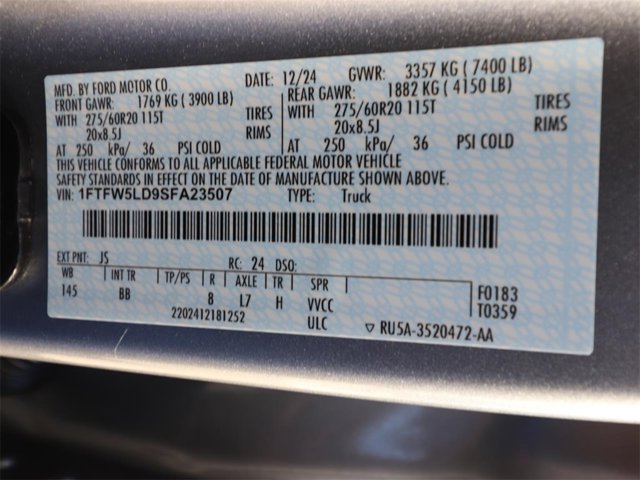 MFD. BY FORD MOTOR CO.
DATE: 12/24 GVWR: 3357 KG ( 7400 LB)
FRONT GAWR: 1769 KG ( 3900 LB) REAR GAWR: 1882 KG ( 4150 LB)
WITH 275/60R20 115T TIRES WITH 275/60R20 115T TIRES
20x8.5J RIMS 20x8.5J RIMS
AT 250 kPa/ 36 PSI COLD AT 250 kPa/ 36 PSI COLD
THIS VEHICLE CONFORMS TO ALL APPLICABLE FEDERAL MOTOR VEHICLE
SAFETY STANDARDS IN EFFECT ON THE DATE OF MANUFACTURE SHOWN ABOVE.
VIN: 1FTFW5LD9SFA23507 TYPE: Truck
EXT PNT: JS RC: 24 DSO:
WB INT TR TP/PS R AXLE TR SPR
145 BB 8 L7 H VVCC F0183
2202412181252 ULC T0359
▽ RU5A-3520472-AA